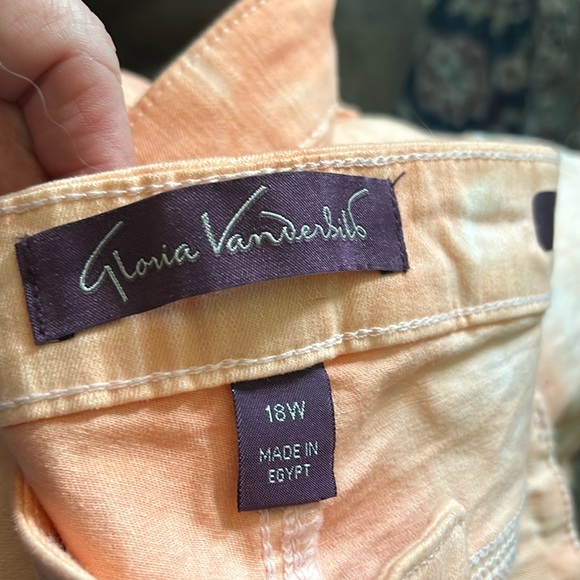 Gloria Vanderbilt
18W
MADE IN
EGYPT